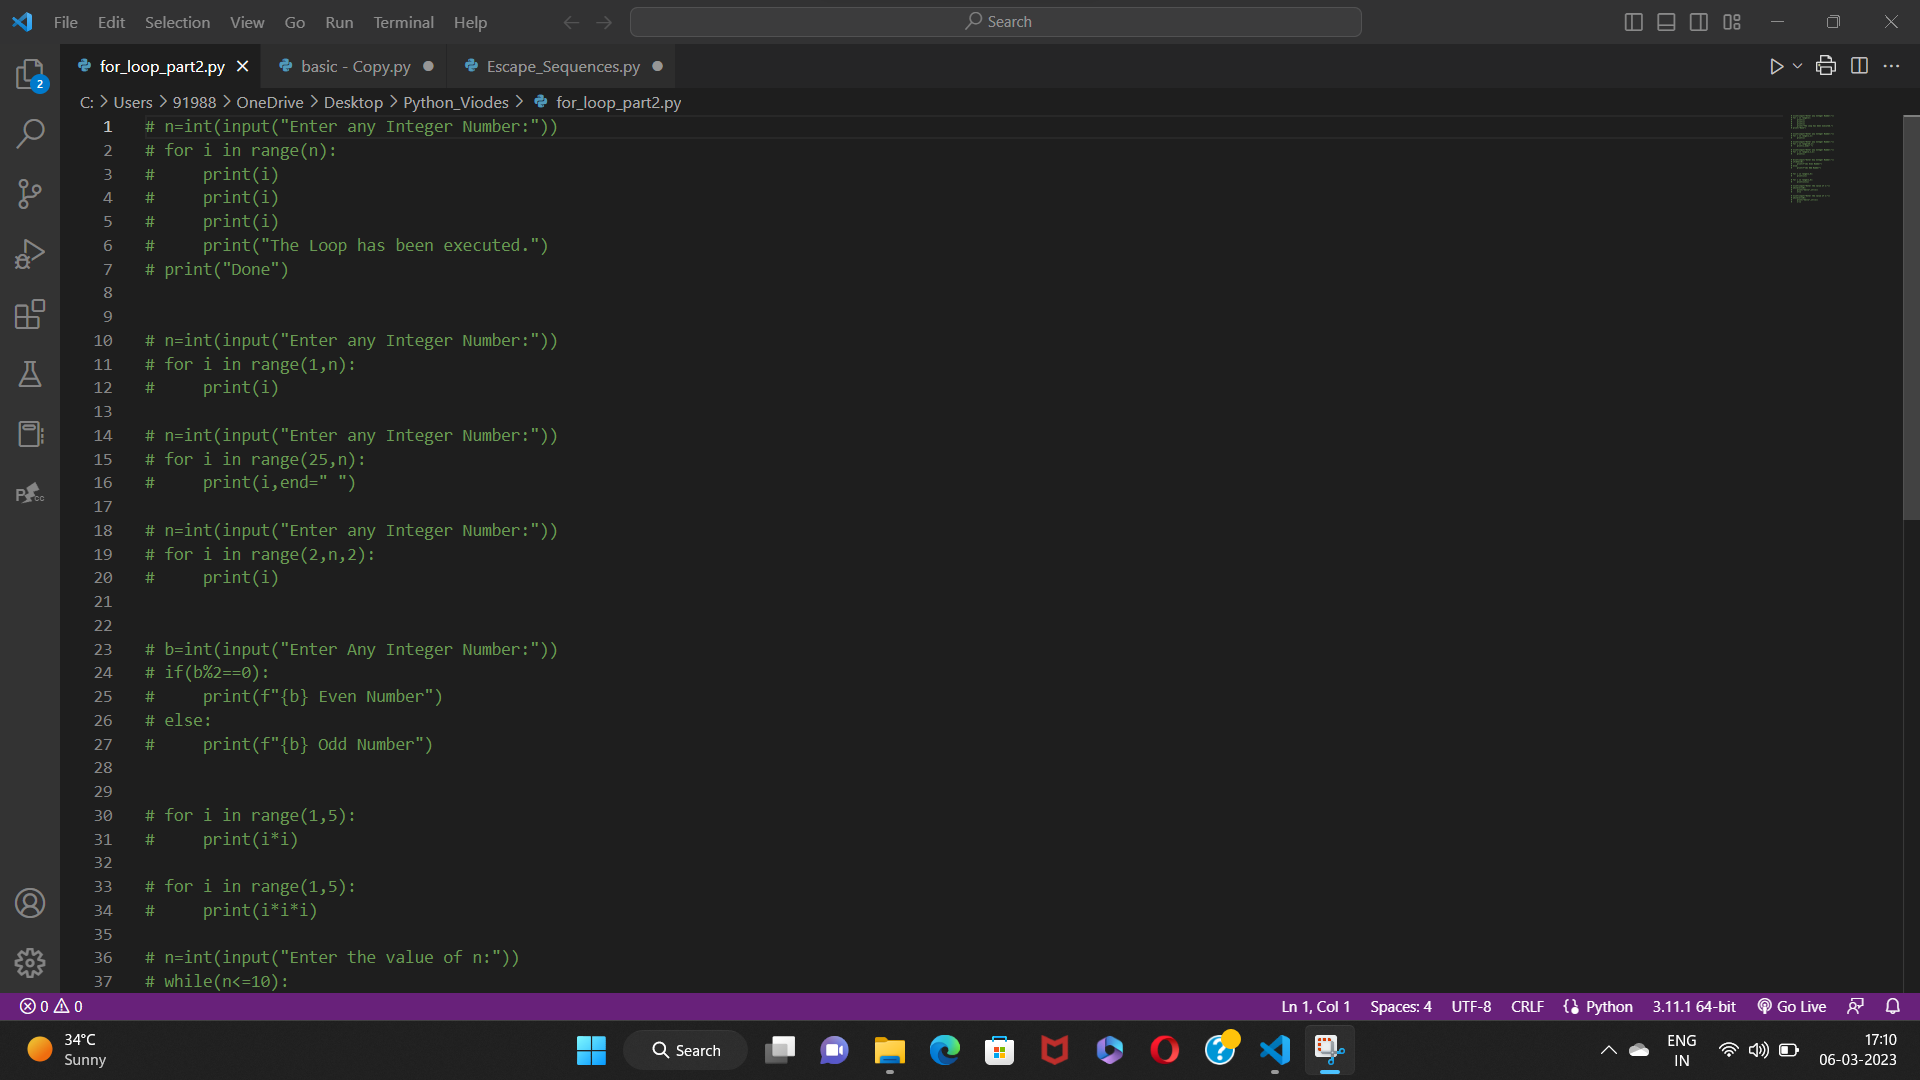 File Edit Selection View Go Run Terminal Help Search
for_loop_part2.py basic - Copy.py Escape_Sequences.py
2
C: > Users > 91988 > OneDrive > Desktop > Python_Viodes > for_loop_part2.py
1 # n=int(input("Enter any Integer Number:"))
2 # for i in range(n):
3 #     print(i)
4 #     print(i)
5 #     print(i)
6 #     print("The Loop has been executed.")
7 # print("Done")
8
9
10 # n=int(input("Enter any Integer Number:"))
11 # for i in range(1,n):
12 #     print(i)
13
14 # n=int(input("Enter any Integer Number:"))
15 # for i in range(25,n):
16 #     print(i,end=" ")
17
18 # n=int(input("Enter any Integer Number:"))
19 # for i in range(2,n,2):
20 #     print(i)
21
22
23 # b=int(input("Enter Any Integer Number:"))
24 # if(b%2==0):
25 #     print(f"{b} Even Number")
26 # else:
27 #     print(f"{b} Odd Number")
28
29
30 # for i in range(1,5):
31 #     print(i*i)
32
33 # for i in range(1,5):
34 #     print(i*i*i)
35
36 # n=int(input("Enter the value of n:"))
37 # while(n<=10):
0 0 Ln 1, Col 1 Spaces: 4 UTF-8 CRLF Python 3.11.1 64-bit Go Live
34°C
Sunny
Search
ENG
IN
17:10
06-03-2023